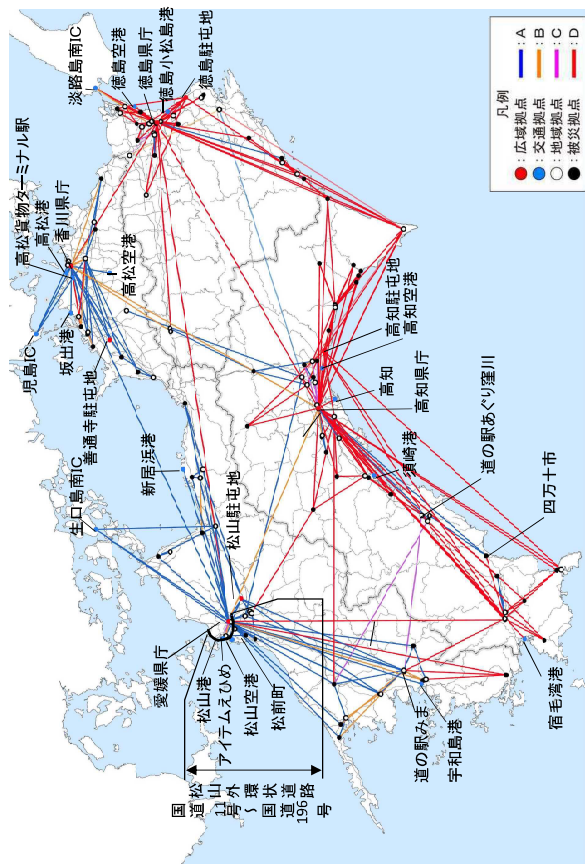 高松貨物ターミナル駅
高松港
香川県庁
児島IC
坂出港
善通寺駐屯地
高松空港
淡路島南IC
徳島空港
徳島県庁
徳島小松島港
徳島駐屯地
生口島南IC
新居浜港
松山駐屯地
愛媛県庁
松山港
アイテムえひめ
松山空港
松前町
国道11号～国道196号
松山外環状道路
道の駅みま
宇和島港
宿毛湾港
四万十市
道の駅あぐり窪川
須崎港
高知県庁
高知
高知空港
高知駐屯地
凡例
：広域拠点
：交通拠点
：地域拠点
：被災拠点
：A
：B
：C
：D